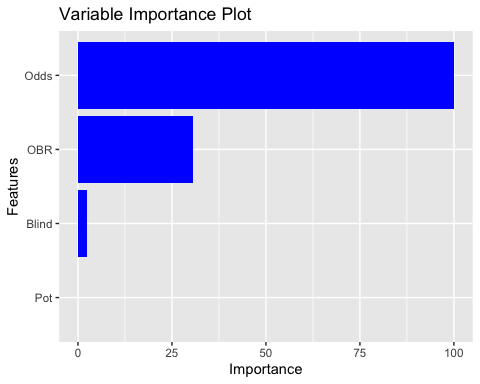 Variable Importance Plot
Features
Odds
OBR
Blind
Pot
0 25 50 75 100
Importance